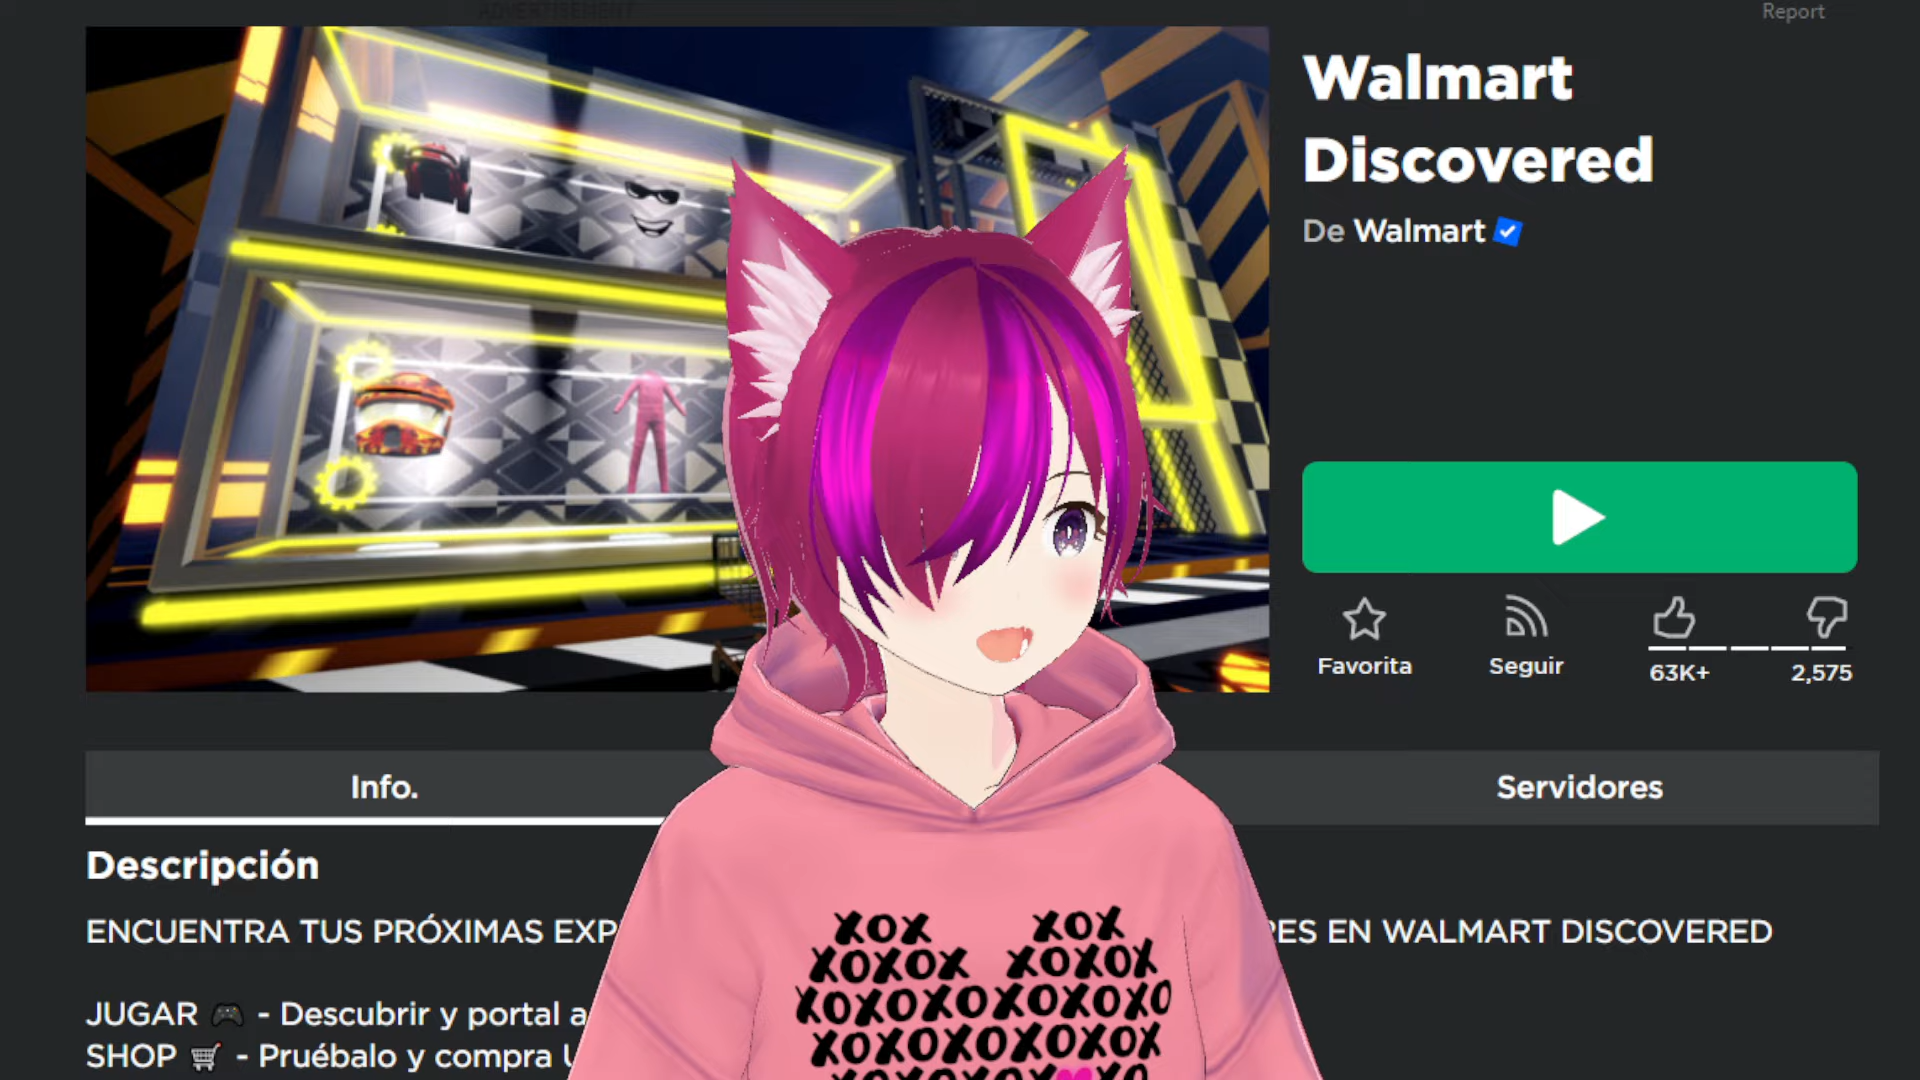 ADVERTISEMENT
Report
Walmart
Discovered
De Walmart
Favorita
Seguir
63K+
2,575
Info.
Servidores
Descripción
ENCUENTRA TUS PRÓXIMAS EXP
ES EN WALMART DISCOVERED
JUGAR 🎮 - Descubrir y portal a
SHOP 🛒 - Pruébalo y compra
XOX XOX
XOXOX XOXOX
XOXOXOXOXOXO
XOXOXOXOXOX